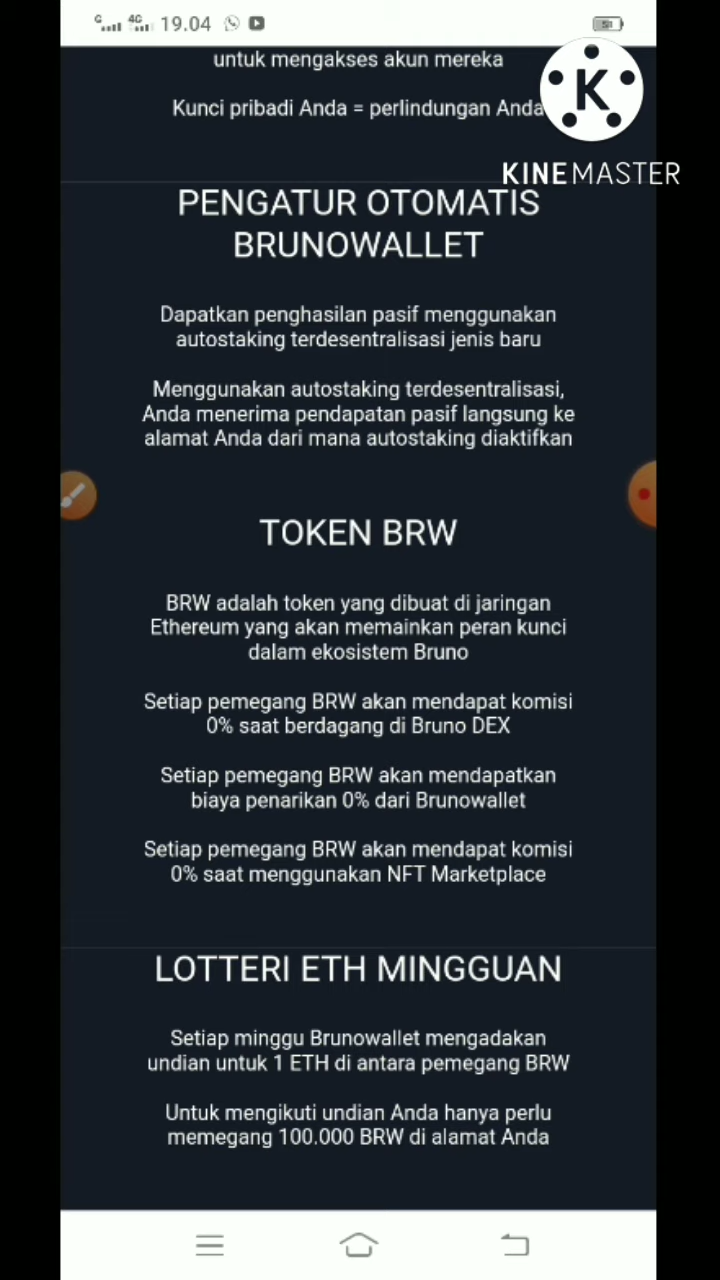 G 4G 19.04 51
untuk mengakses akun mereka
Kunci pribadi Anda = perlindungan Anda
K
KINEMASTER
PENGATUR OTOMATIS
BRUNOWALLET
Dapatkan penghasilan pasif menggunakan
autostaking terdesentralisasi jenis baru
Menggunakan autostaking terdesentralisasi,
Anda menerima pendapatan pasif langsung ke
alamat Anda dari mana autostaking diaktifkan
TOKEN BRW
BRW adalah token yang dibuat di jaringan
Ethereum yang akan memainkan peran kunci
dalam ekosistem Bruno
Setiap pemegang BRW akan mendapat komisi
0% saat berdagang di Bruno DEX
Setiap pemegang BRW akan mendapatkan
biaya penarikan 0% dari Brunowallet
Setiap pemegang BRW akan mendapat komisi
0% saat menggunakan NFT Marketplace
LOTTERI ETH MINGGUAN
Setiap minggu Brunowallet mengadakan
undian untuk 1 ETH di antara pemegang BRW
Untuk mengikuti undian Anda hanya perlu
memegang 100.000 BRW di alamat Anda